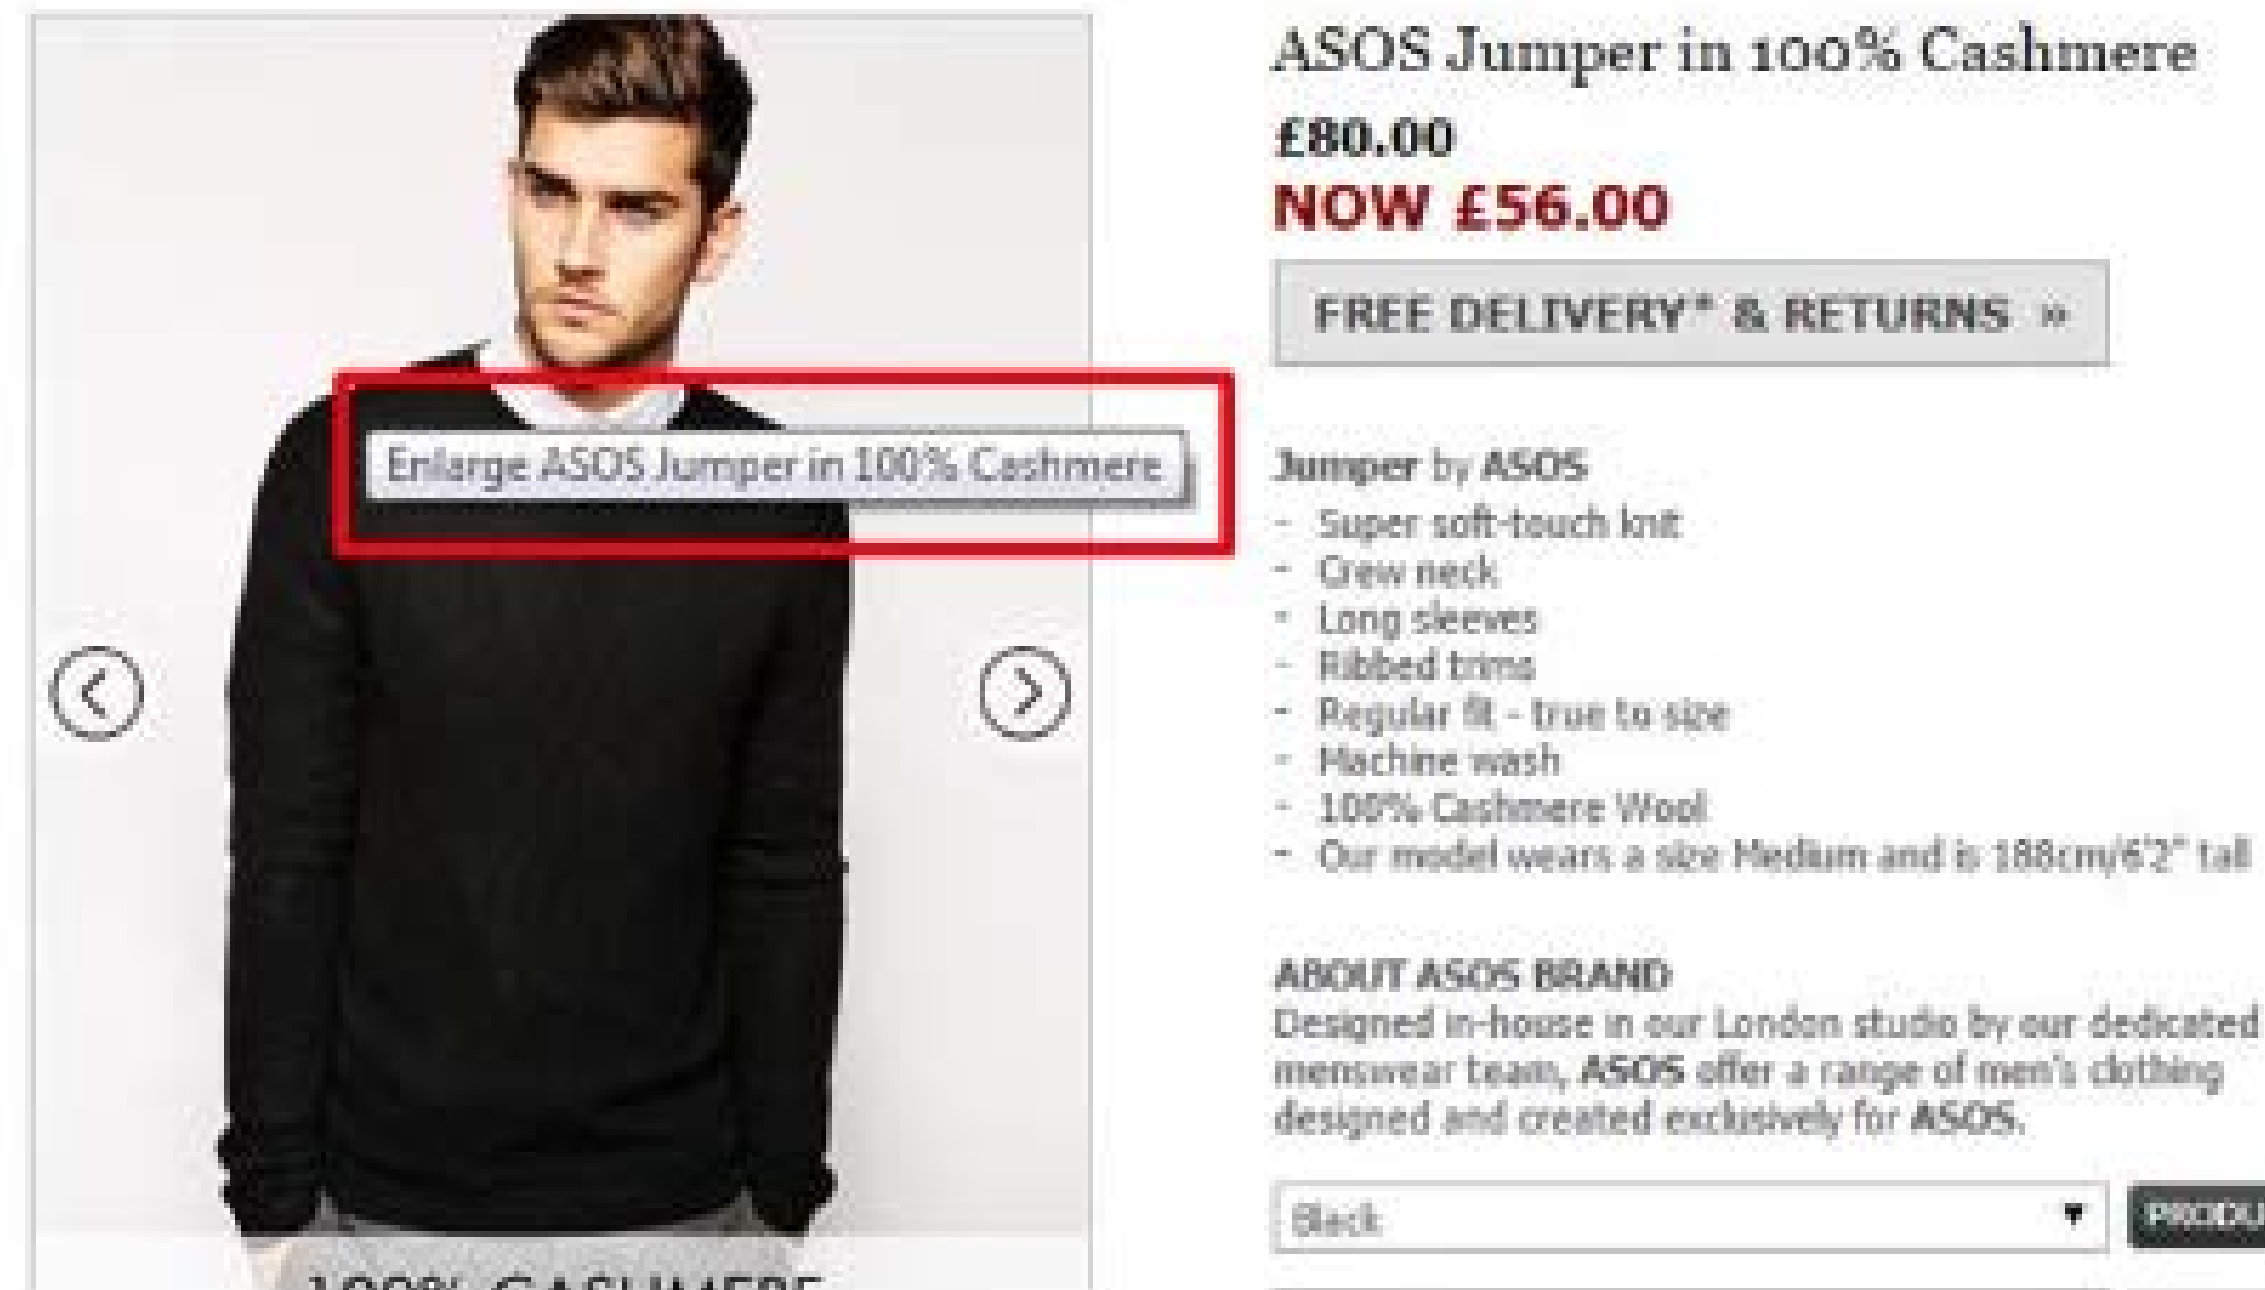 ASOS Jumper in 100% Cashmere
£80.00
NOW £56.00
FREE DELIVERY* & RETURNS »
Enlarge ASOS Jumper in 100% Cashmere
Jumper by ASOS
- Super soft-touch knit
- Crew neck
- Long sleeves
- Ribbed trims
- Regular fit - true to size
- Machine wash
- 100% Cashmere Wool
- Our model wears a size Medium and is 188cm/6'2" tall
ABOUT ASOS BRAND
Designed in-house in our London studio by our dedicated
menswear team, ASOS offer a range of men's clothing
designed and created exclusively for ASOS.
Black
100% CASHMERE